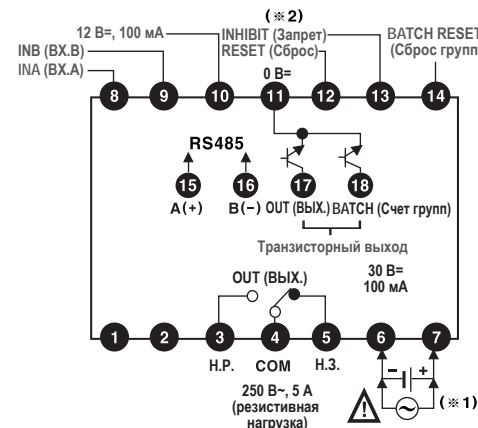 (※2)
12 В=, 100 мА
INHIBIT (Запрет)
BATCH RESET
INB (ВХ.В)
RESET (Сброс)
(Сброс групп
INA (ВХ.А)
0 В=
8 9 10 11 12 13 14
RS485
15 16 17 18
A(+) B(−) OUT (ВЫХ.) BATCH (Счет групп)
Транзисторный выход
30 В=
100 мА
OUT (ВЫХ.)
1 2 3 4 5 6 7
Н.Р. COM Н.З.
− +
(※1)
250 В~, 5 А
(резистивная
нагрузка)